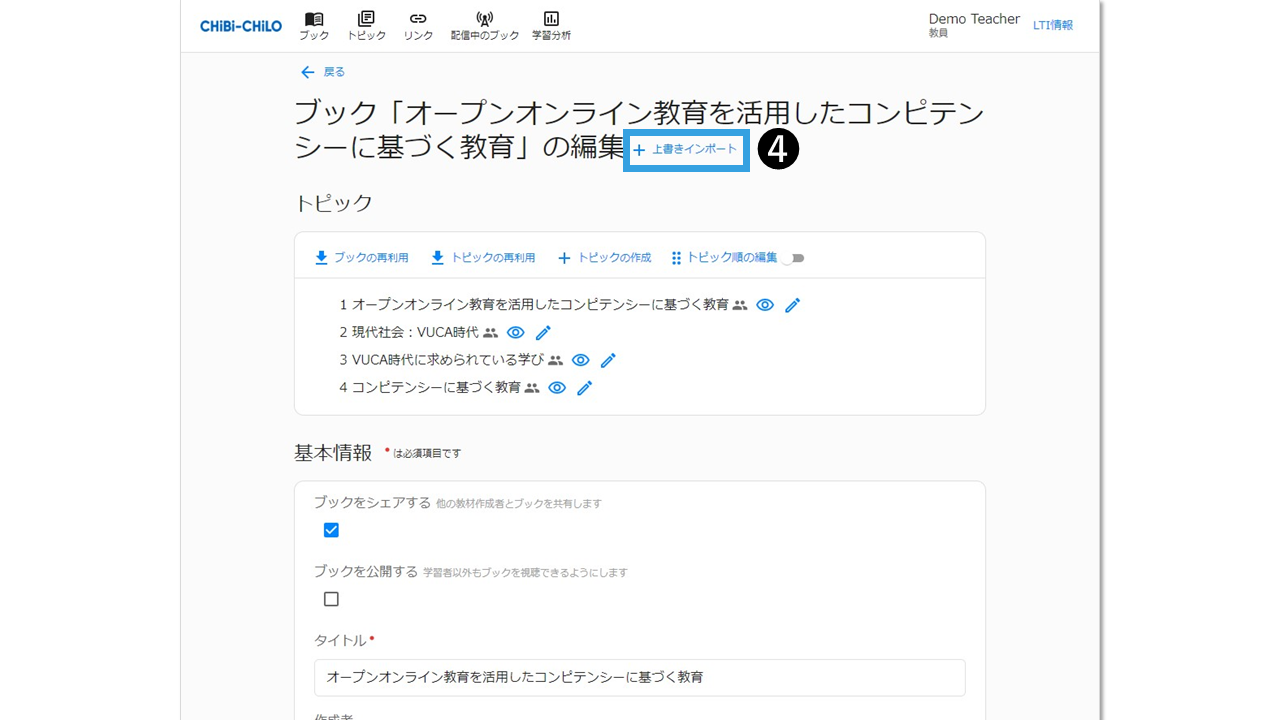 CHiBi-CHiLO
ブック
トピック
リンク
配信中のブック
学習分析
Demo Teacher
教員
LTI情報
戻る
ブック「オープンオンライン教育を活用したコンピテン
シーに基づく教育」の編集
上書きインポート
4
トピック
ブックの再利用
トピックの再利用
トピックの作成
トピック順の編集
1 オープンオンライン教育を活用したコンピテンシーに基づく教育
2 現代社会：VUCA時代
3 VUCA時代に求められている学び
4 コンピテンシーに基づく教育
基本情報 * は必須項目です
ブックをシェアする 他の教材作成者とブックを共有します
ブックを公開する 学習者以外もブックを視聴できるようにします
タイトル *
オープンオンライン教育を活用したコンピテンシーに基づく教育
作成者